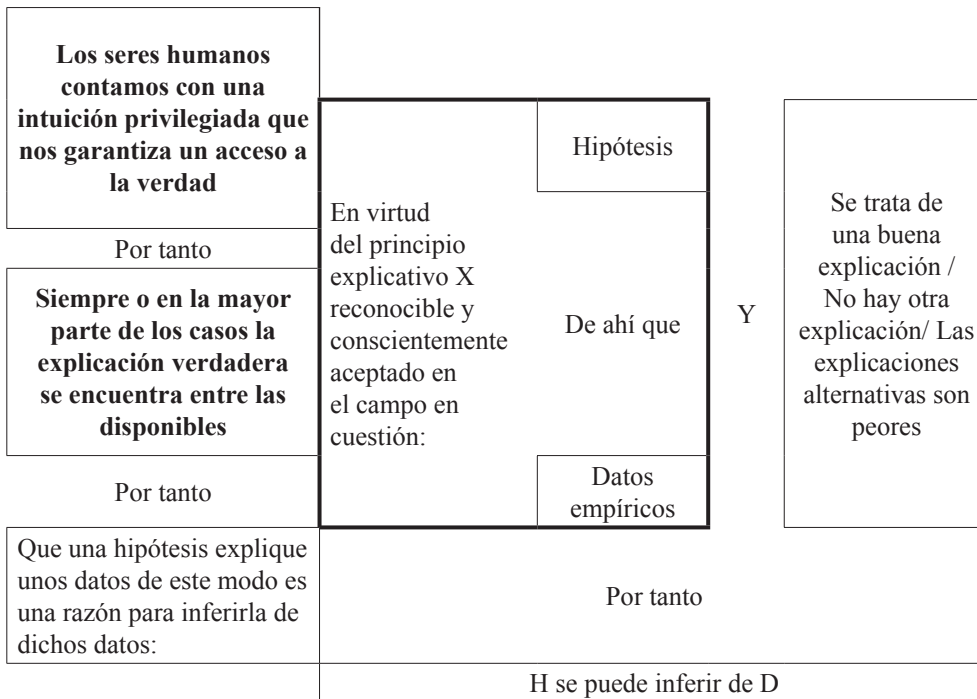 Los seres humanos
contamos con una
intuición privilegiada que
nos garantiza un acceso a
la verdad
Por tanto
Siempre o en la mayor
parte de los casos la
explicación verdadera
se encuentra entre las
disponibles
Por tanto
Que una hipótesis explique
unos datos de este modo es
una razón para inferirla de
dichos datos:
En virtud
del principio
explicativo X
reconocible y
conscientemente
aceptado en
el campo en
cuestión:
Hipótesis
De ahí que
Datos
empíricos
Y
Se trata de
una buena
explicación /
No hay otra
explicación/ Las
explicaciones
alternativas son
peores
Por tanto
H se puede inferir de D